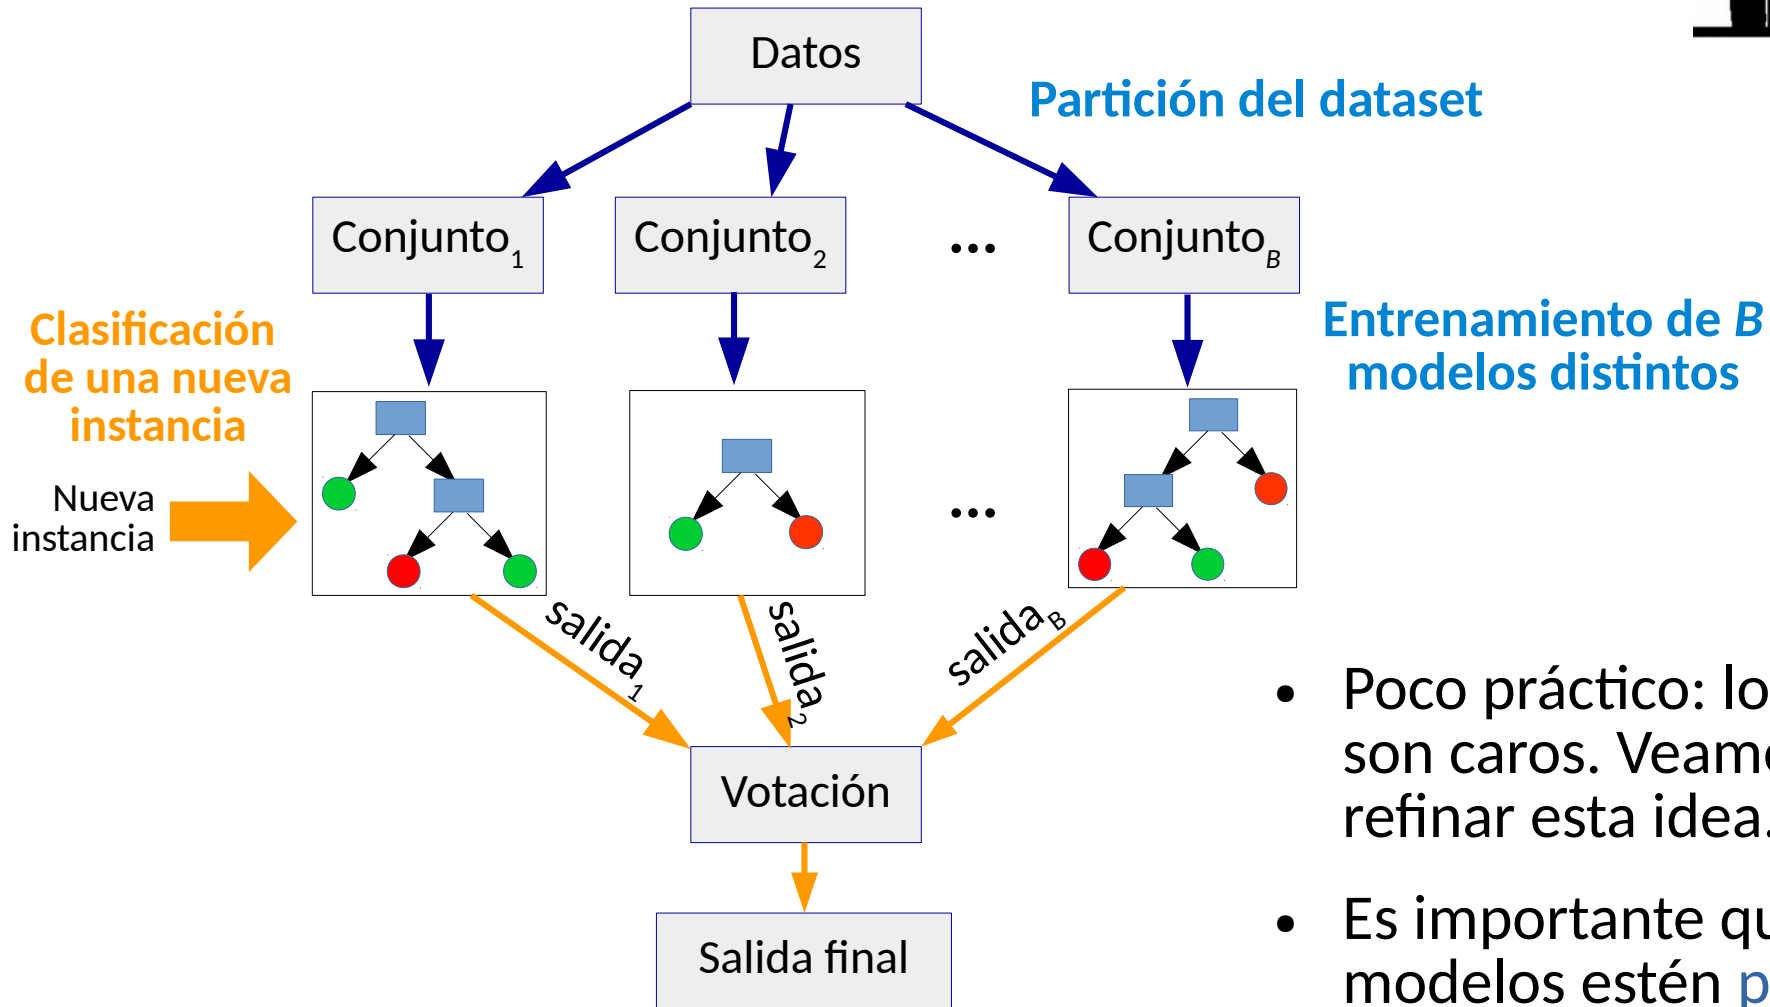 Datos
Partición del dataset
Conjunto1
Conjunto2
...
ConjuntoB
Clasificación
de una nueva
instancia
Entrenamiento de B
modelos distintos
Nueva
instancia
...
salida1
salida2
salidaB
Votación
Salida final
• Poco práctico: lo
son caros. Veam
refinar esta idea.
• Es importante qu
modelos estén p